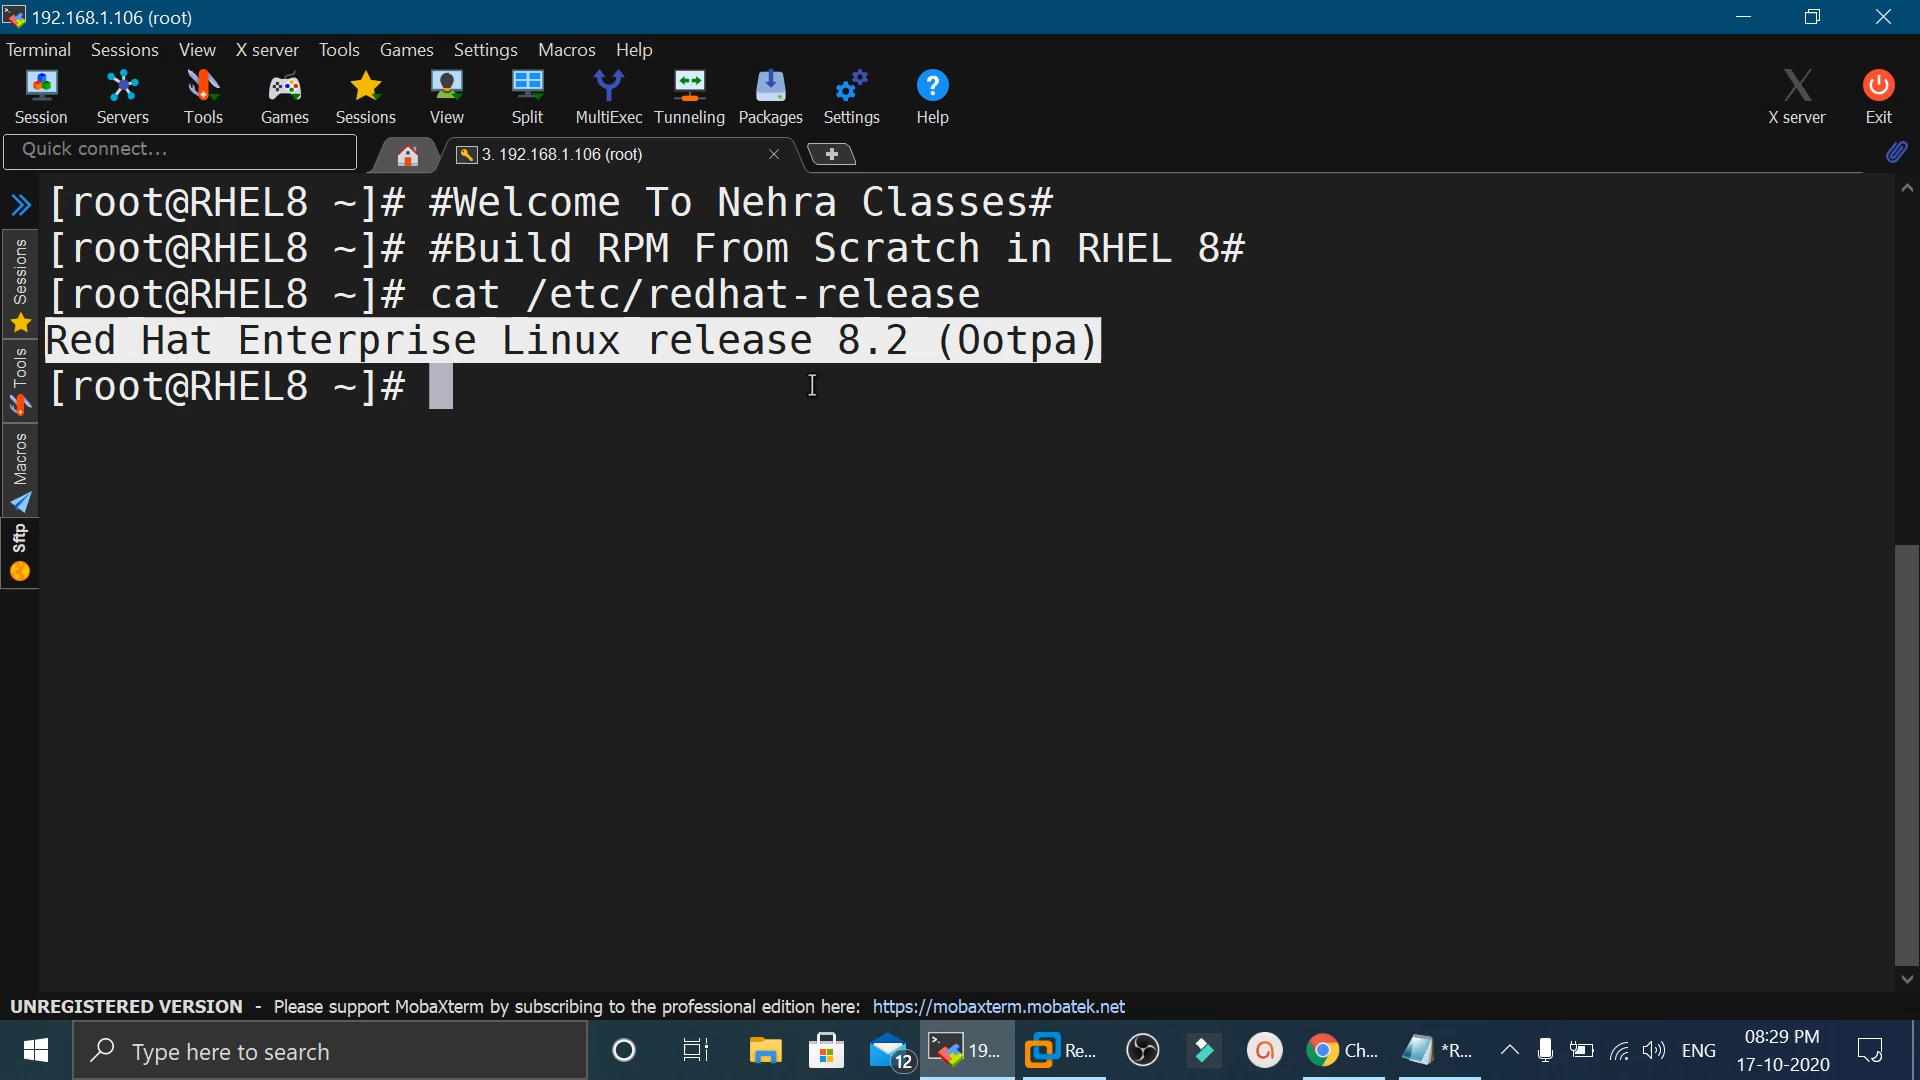 192.168.1.106 (root)
Terminal Sessions View X server Tools Games Settings Macros Help
Session Servers Tools Games Sessions View Split MultiExec Tunneling Packages Settings Help X server Exit
Quick connect...
3. 192.168.1.106 (root)
[root@RHEL8 ~]# #Welcome To Nehra Classes#
[root@RHEL8 ~]# #Build RPM From Scratch in RHEL 8#
[root@RHEL8 ~]# cat /etc/redhat-release
Red Hat Enterprise Linux release 8.2 (Ootpa)
[root@RHEL8 ~]#
Sessions
Tools
Macros
Sftp
UNREGISTERED VERSION - Please support MobaXterm by subscribing to the professional edition here: https://mobaxterm.mobatek.net
Type here to search
12
19...
Re...
Ch...
*R...
ENG
08:29 PM
17-10-2020